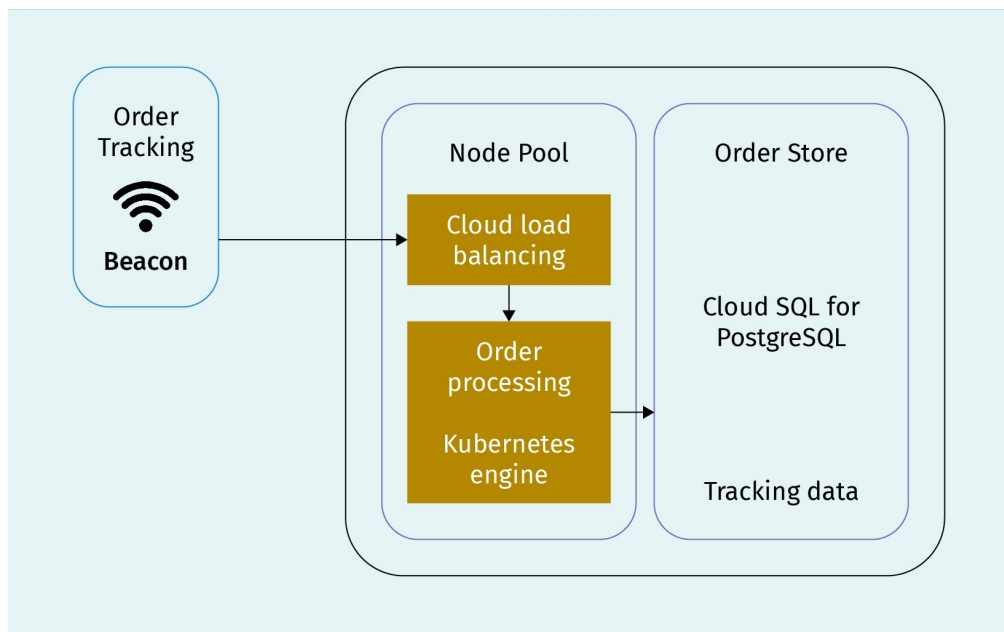 Order
Tracking
Beacon
Node Pool
Cloud load
balancing
Order
processing
Kubernetes
engine
Order Store
Cloud SQL for
PostgreSQL
Tracking data